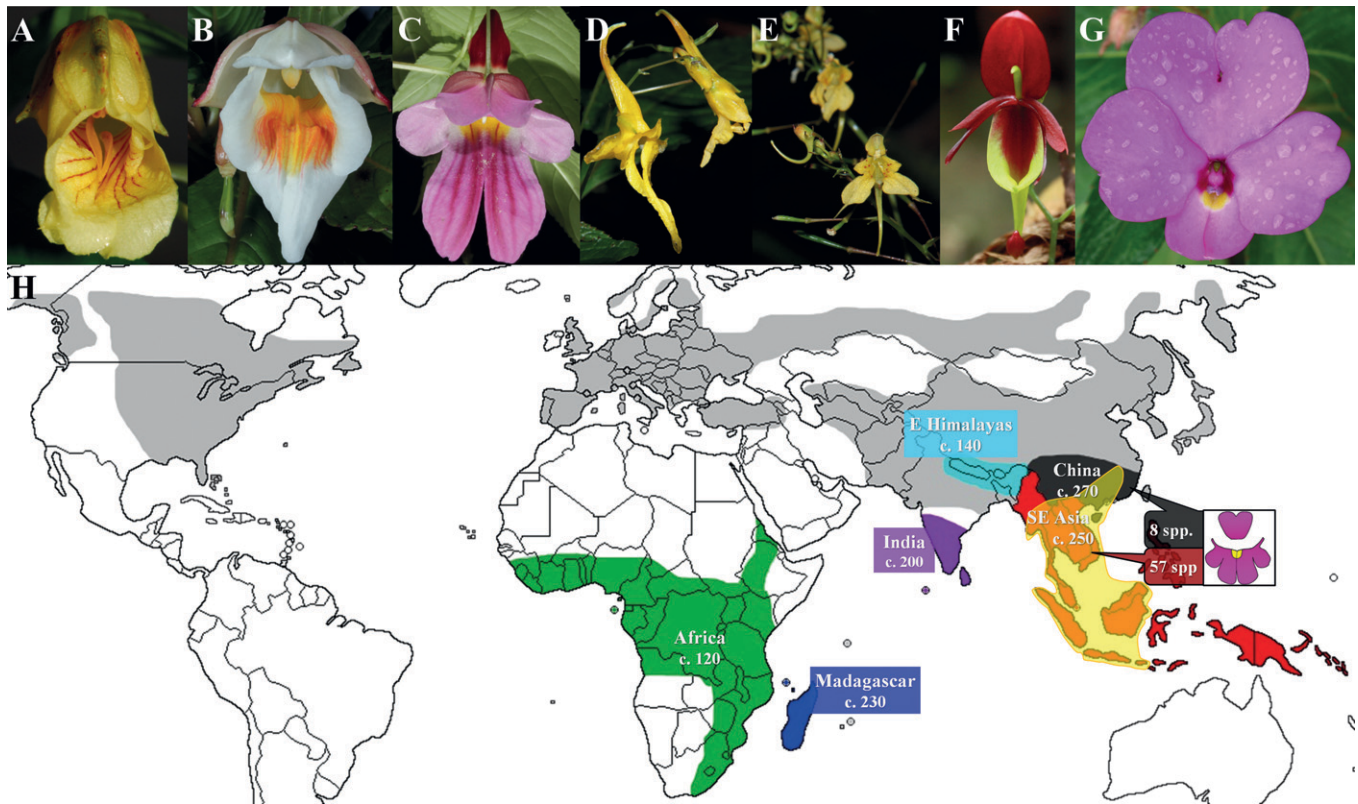 A
B
C
D
E
F
G
H
E Himalayas
c. 140
China
c. 270
SE Asia
c. 250
8 spp.
57 spp
India
c. 200
Africa
c. 120
Madagascar
c. 230